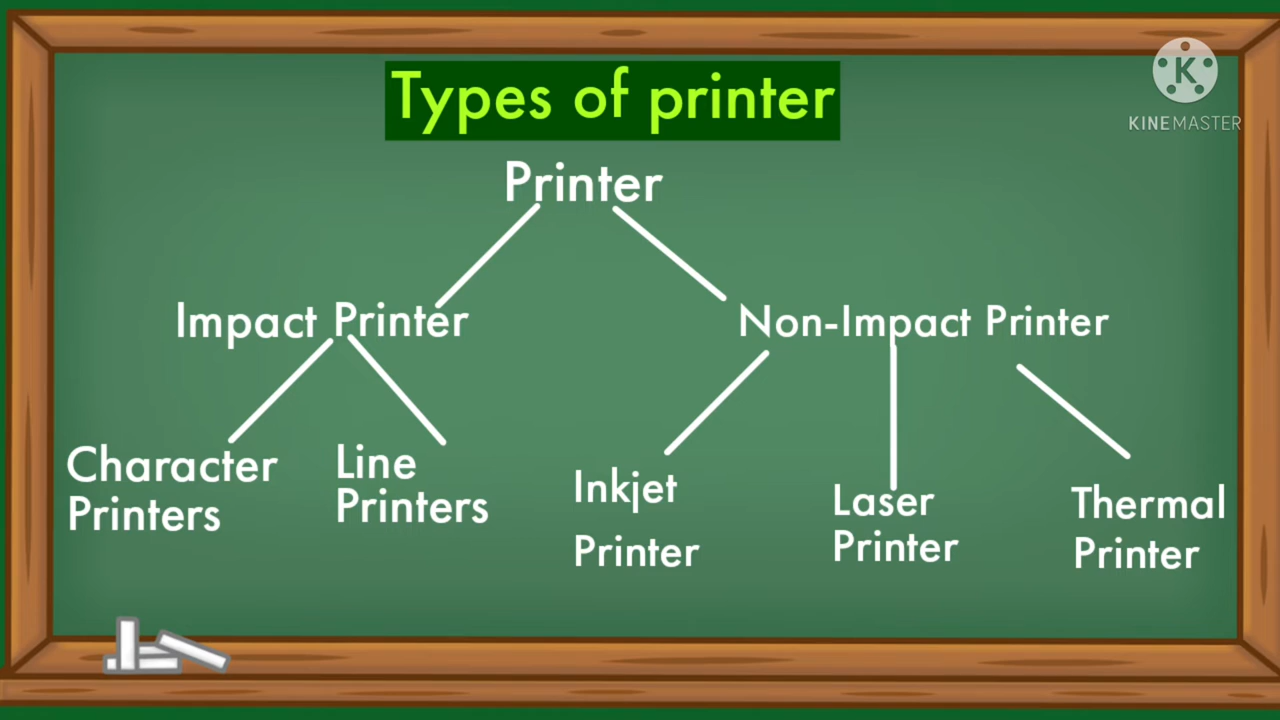 Types of printer
KINEMASTER
Printer
Impact Printer
Non-Impact Printer
Character
Printers
Line
Printers
Inkjet
Printer
Laser
Printer
Thermal
Printer